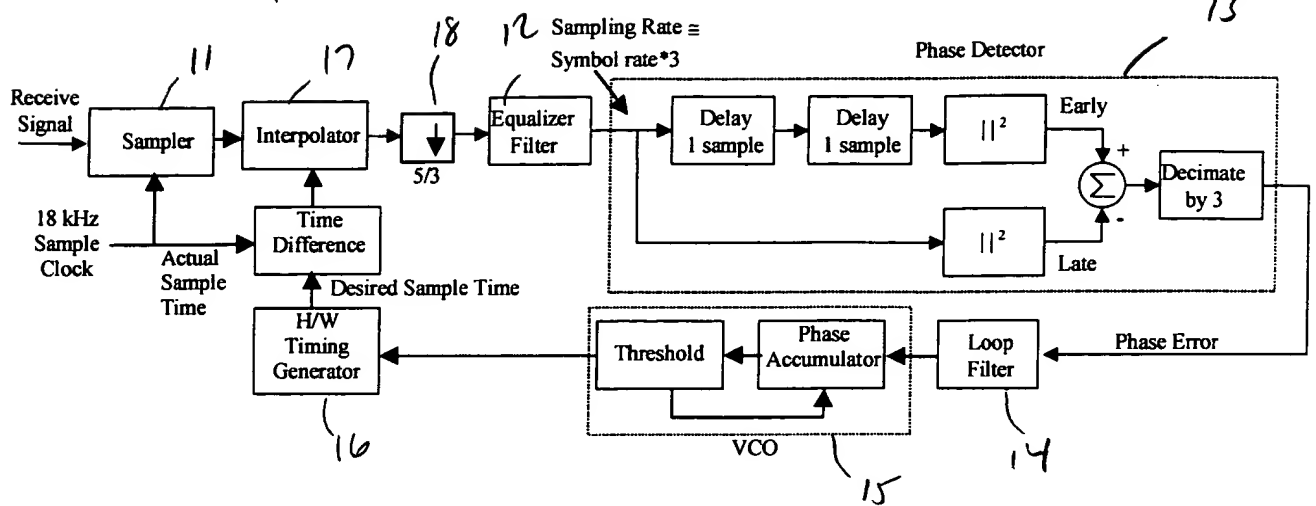 13
18
12
Sampling Rate ≅
Symbol rate*3
Phase Detector
11
17
Receive
Signal
Sampler
Interpolator
↓
5/3
Equalizer
Filter
Delay
1 sample
Delay
1 sample
||²
Early
+
Σ
-
Decimate
by 3
||²
Late
18 kHz
Sample
Clock
Actual
Sample
Time
Time
Difference
Desired Sample Time
H/W
Timing
Generator
Threshold
Phase
Accumulator
VCO
Loop
Filter
Phase Error
16
15
14